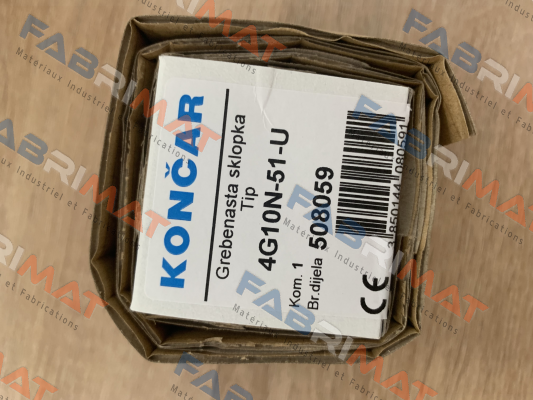 KONČAR
Grebenasta sklopka
Tip
4G10N-51-U
Kom. 1
Br.dijela 508059
CE
FABRIMAT
Matériaux Industriel et Fabrications